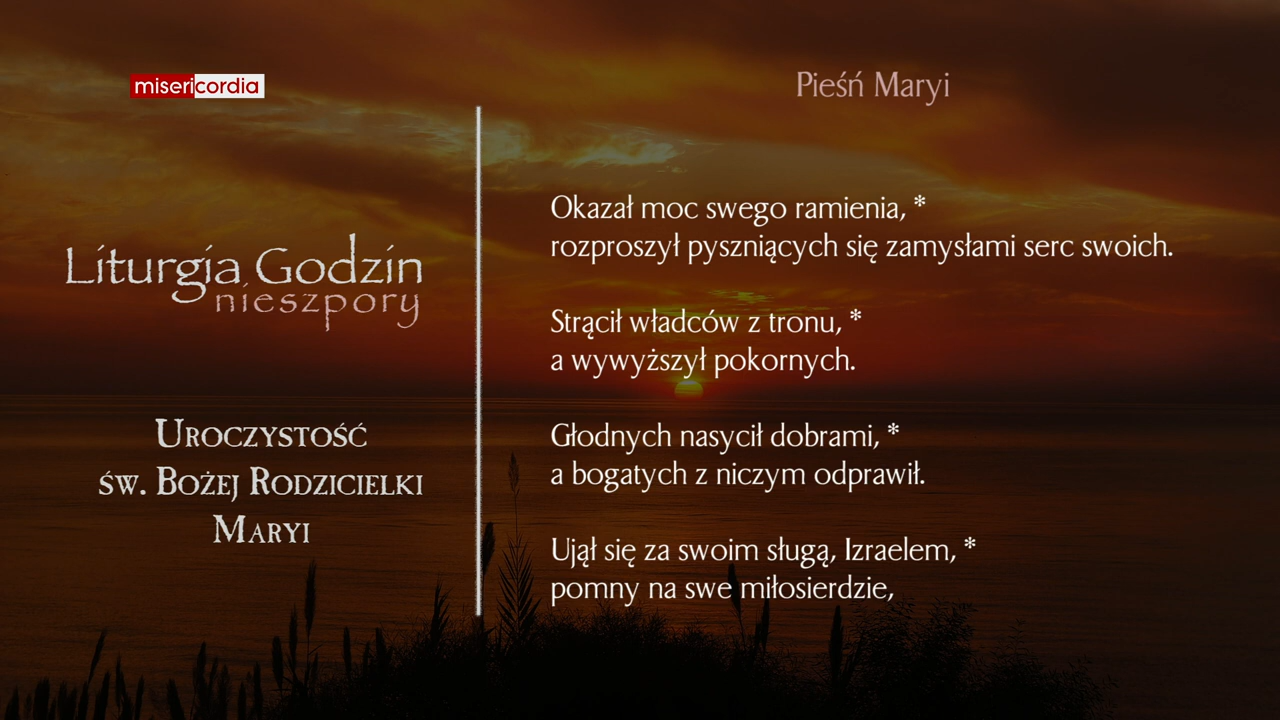 misericordia
Liturgia Godzin
nieszpory
Uroczystość
św. Bożej Rodzicielki
Maryi
Pieśń Maryi
Okazał moc swego ramienia, *
rozproszył pyszniących się zamysłami serc swoich.
Strącił władców z tronu, *
a wywyższył pokornych.
Głodnych nasycił dobrami, *
a bogatych z niczym odprawił.
Ujął się za swoim sługą, Izraelem, *
pomny na swe miłosierdzie,